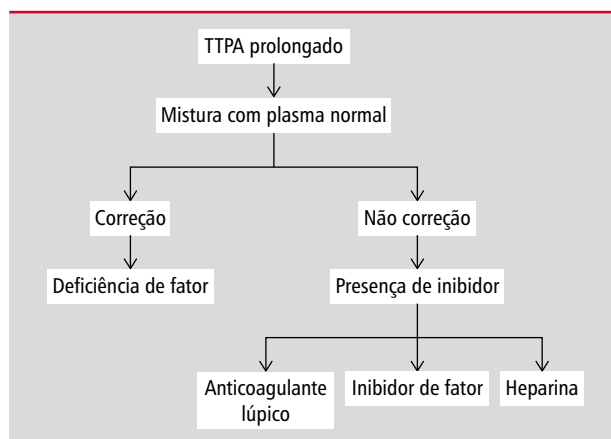 TTPA prolongado
Mistura com plasma normal
Correção
Não correção
Deficiência de fator
Presença de inibidor
Anticoagulante
lúpico
Inibidor de fator
Heparina